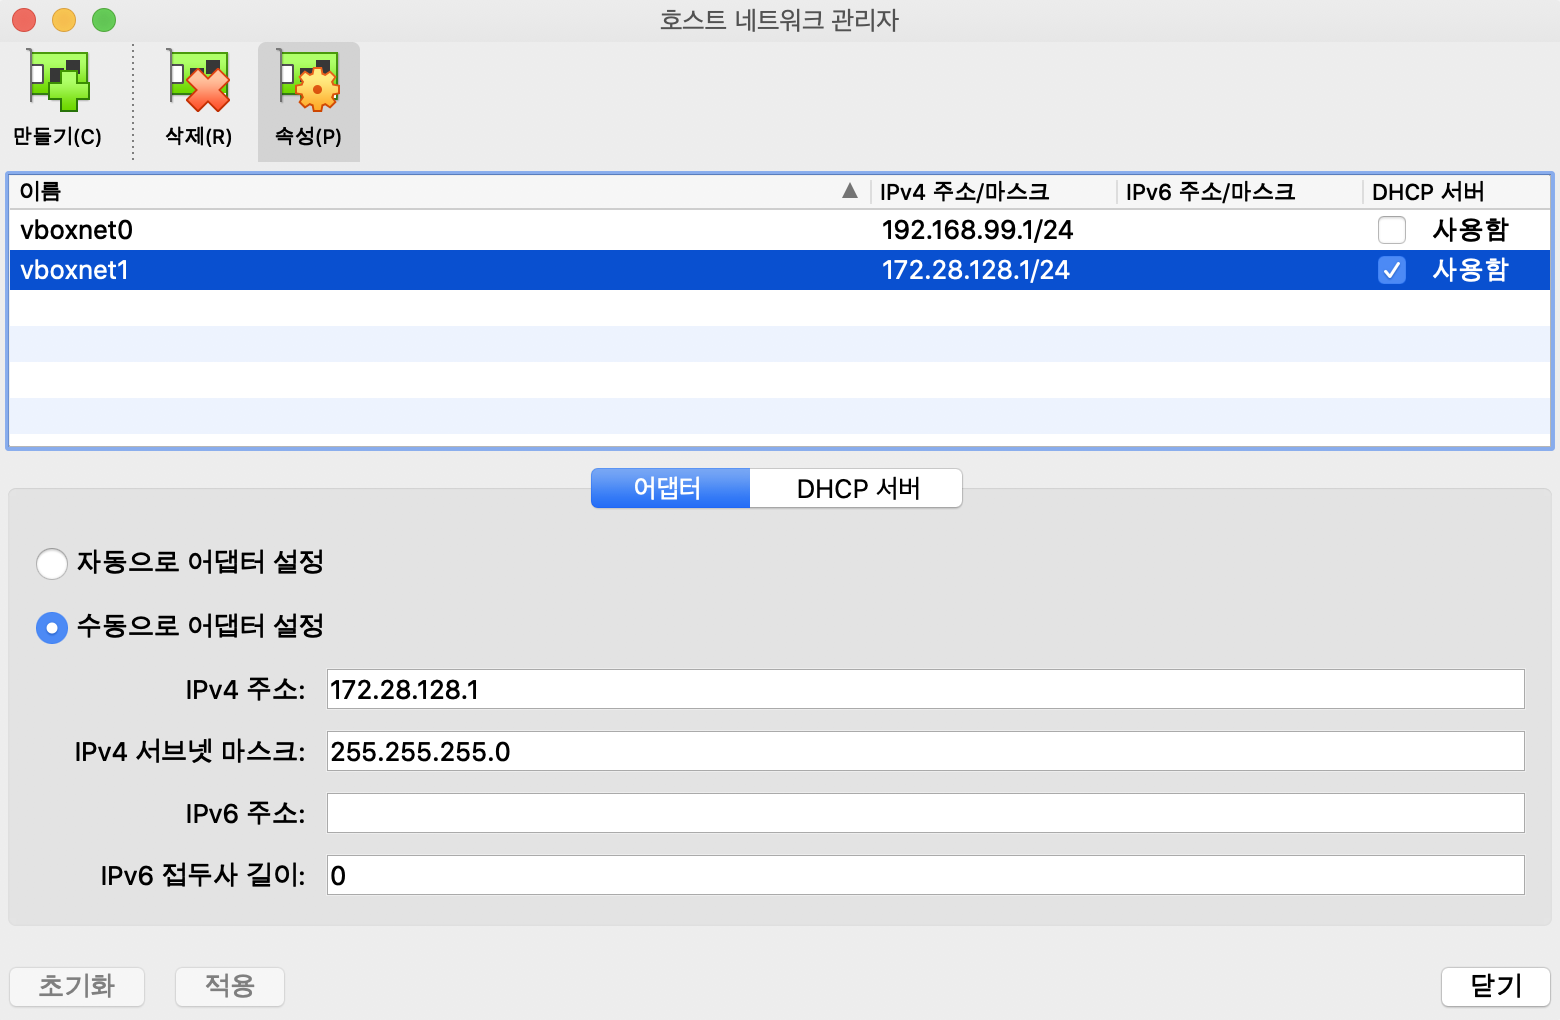 호스트 네트워크 관리자
만들기(C) 삭제(R) 속성(P)
이름 IPv4 주소/마스크 IPv6 주소/마스크 DHCP 서버
vboxnet0 192.168.99.1/24 사용함
vboxnet1 172.28.128.1/24 사용함
어댑터 DHCP 서버
자동으로 어댑터 설정
수동으로 어댑터 설정
IPv4 주소: 172.28.128.1
IPv4 서브넷 마스크: 255.255.255.0
IPv6 주소:
IPv6 접두사 길이: 0
초기화 적용 닫기